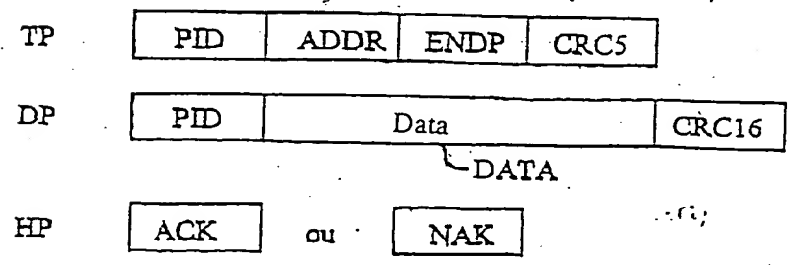 TP PID ADDR ENDP CRC5
DP PID Data CRC16
DATA
HP ACK ou NAK